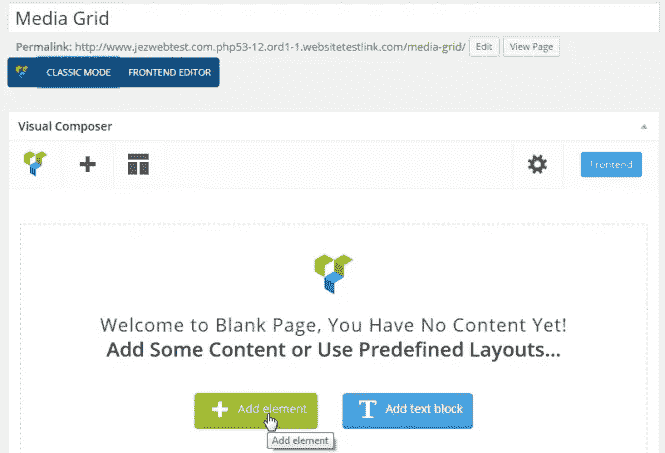 Media Grid
Permalink: http://www.jezwebtest.com.php53-12.ord1-1.websitetestlink.com/media-grid/ Edit View Page
CLASSIC MODE FRONTEND EDITOR
Visual Composer
Frontend
Welcome to Blank Page, You Have No Content Yet!
Add Some Content or Use Predefined Layouts...
Add element T Add text block
Add element